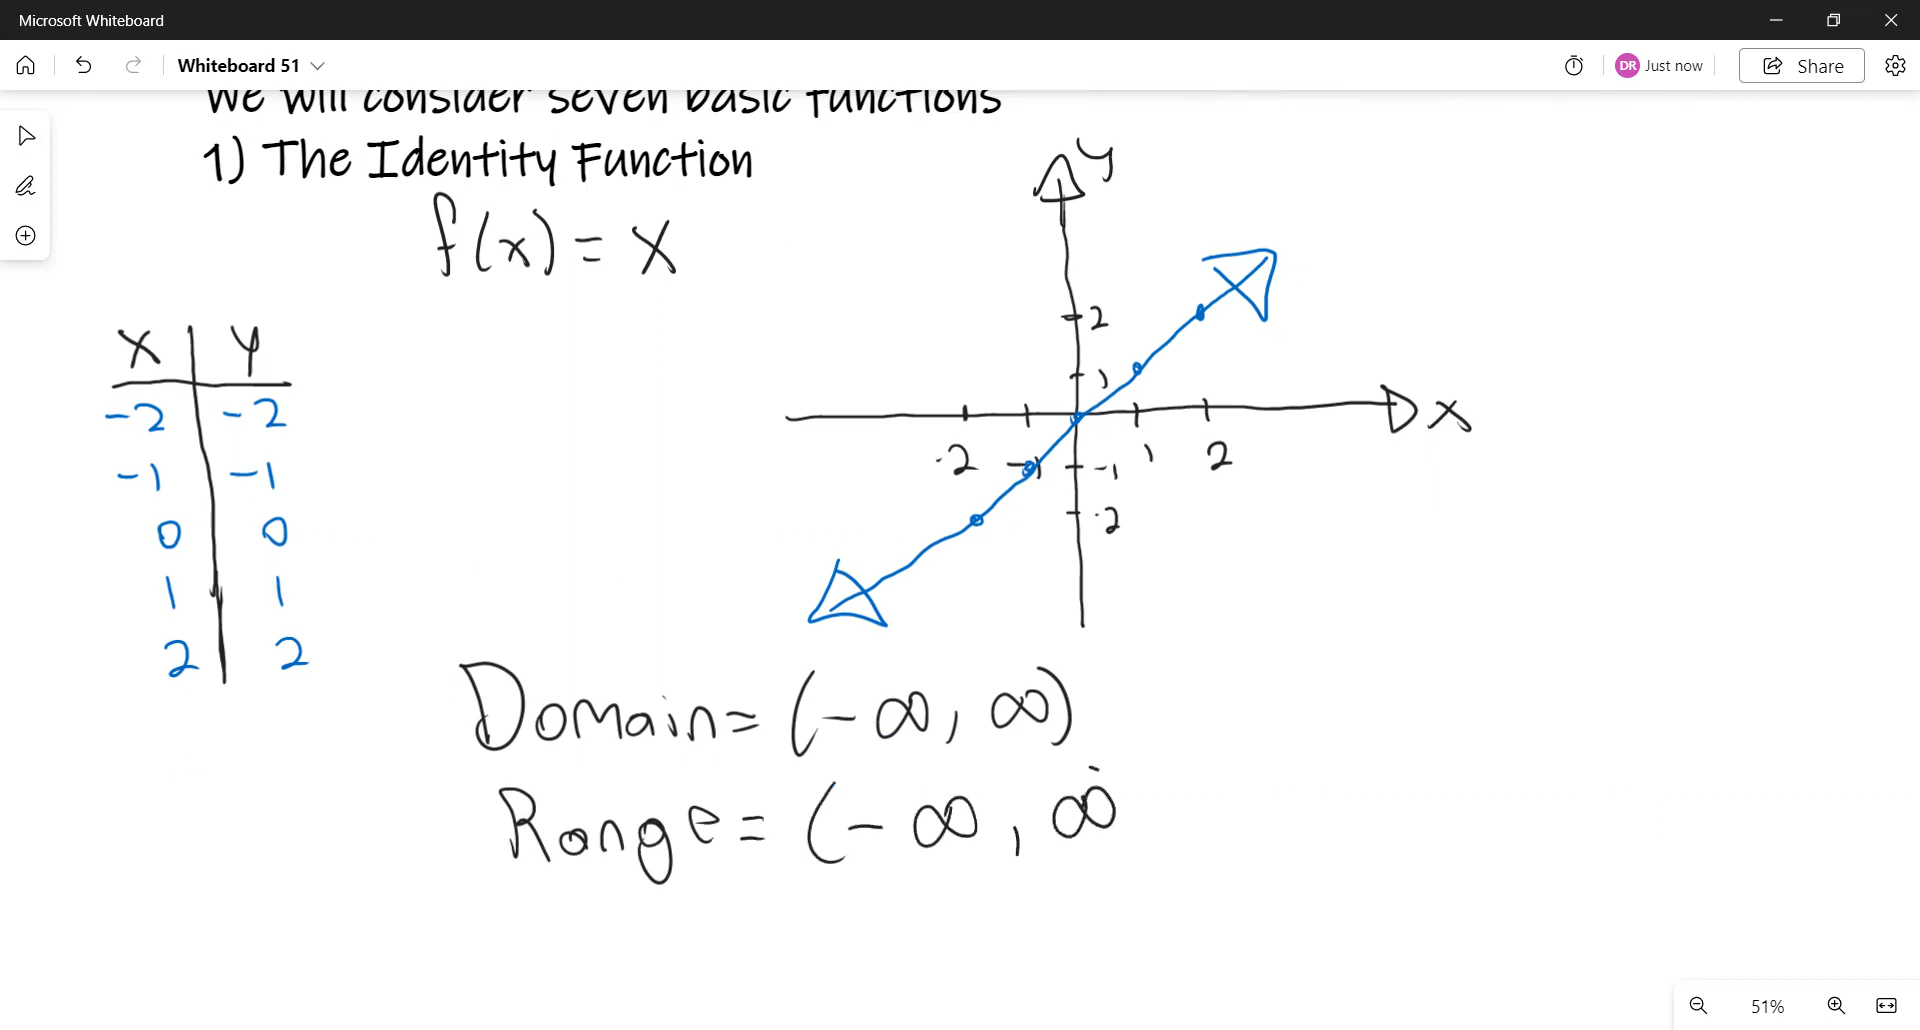 Microsoft Whiteboard
Whiteboard 51
DR Just now
Share
We will consider seven basic functions
1) The Identity Function
f(x) = x
x y
-2 -2
-1 -1
0 0
1 1
2 2
y
2
1
x
-2 -1 1 2
-1
-2
Domain = (-∞, ∞)
Range = (-∞, ∞
51%